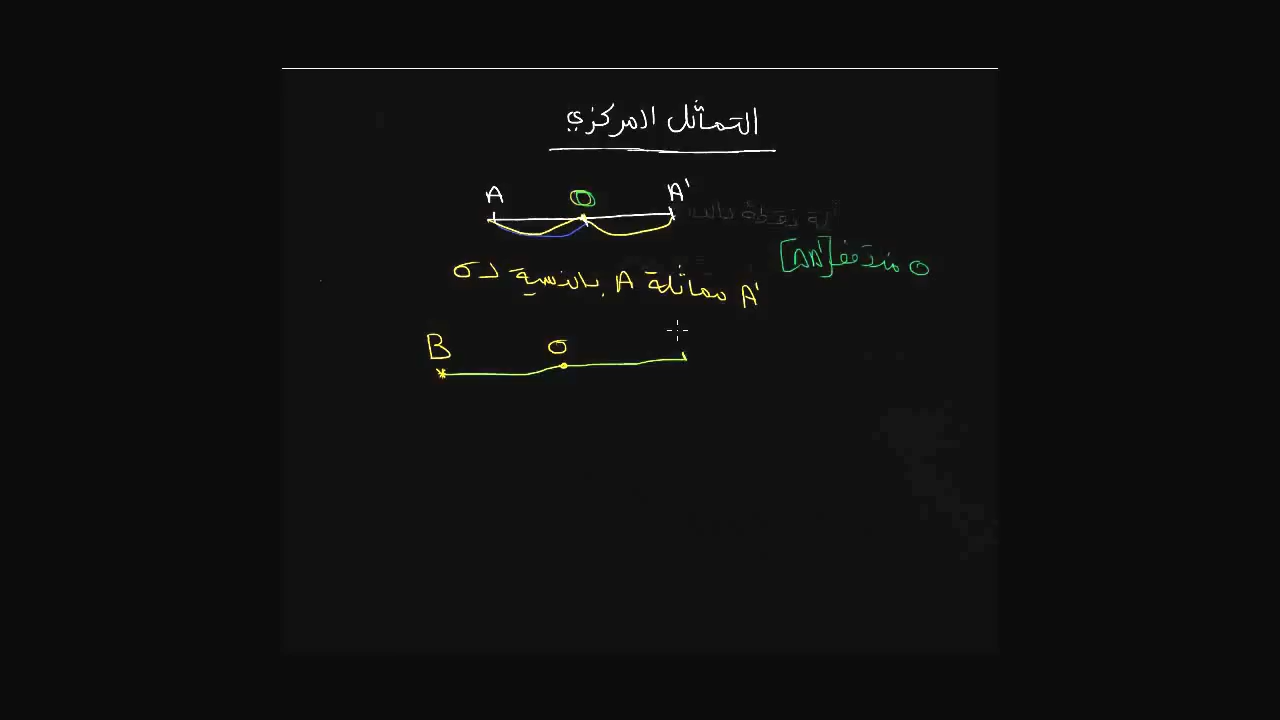 التماثل المركزي
A O A'
O منتصف [AA']
A' مماثلة A بالنسبة لـ O
B O